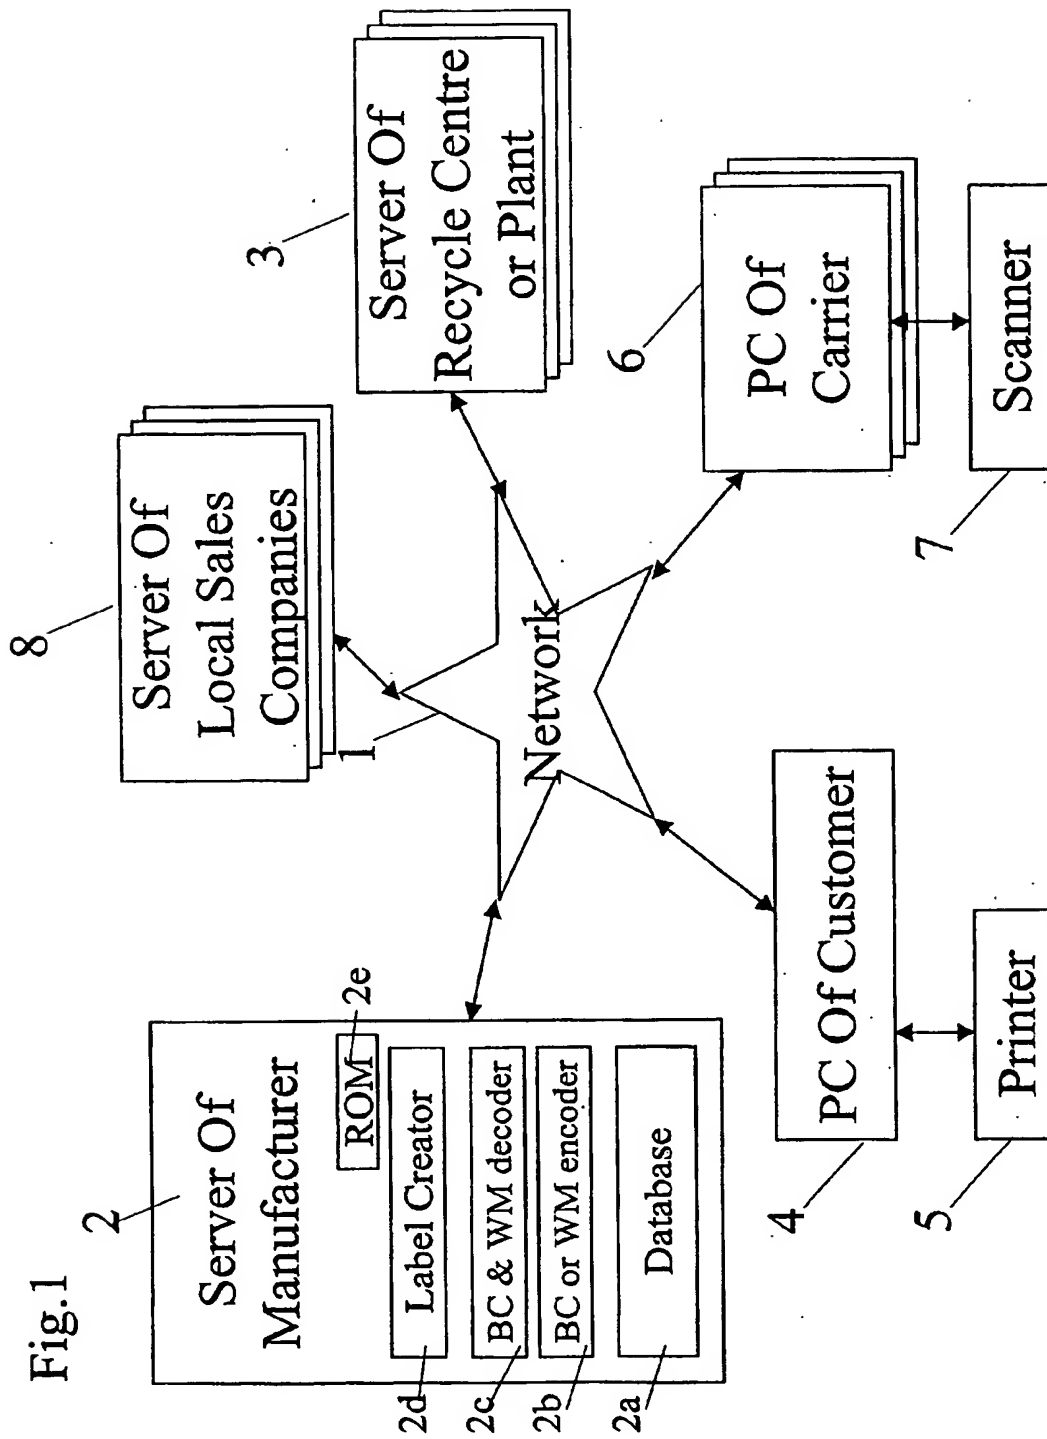 Fig.1
2
Server Of
Manufacturer
ROM
2e
Label Creator
2d
BC & WM decoder
2c
BC or WM encoder
2b
Database
2a
8
Server Of
Local Sales
Companies
1
Network
3
Server Of
Recycle Centre
or Plant
PC Of Customer
4
Printer
5
6
PC Of
Carrier
Scanner
7